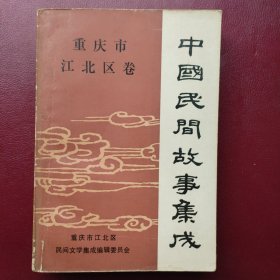 中國民間故事集成
重庆市
江北区卷
重庆市江北区
民间文学集成编辑委员会